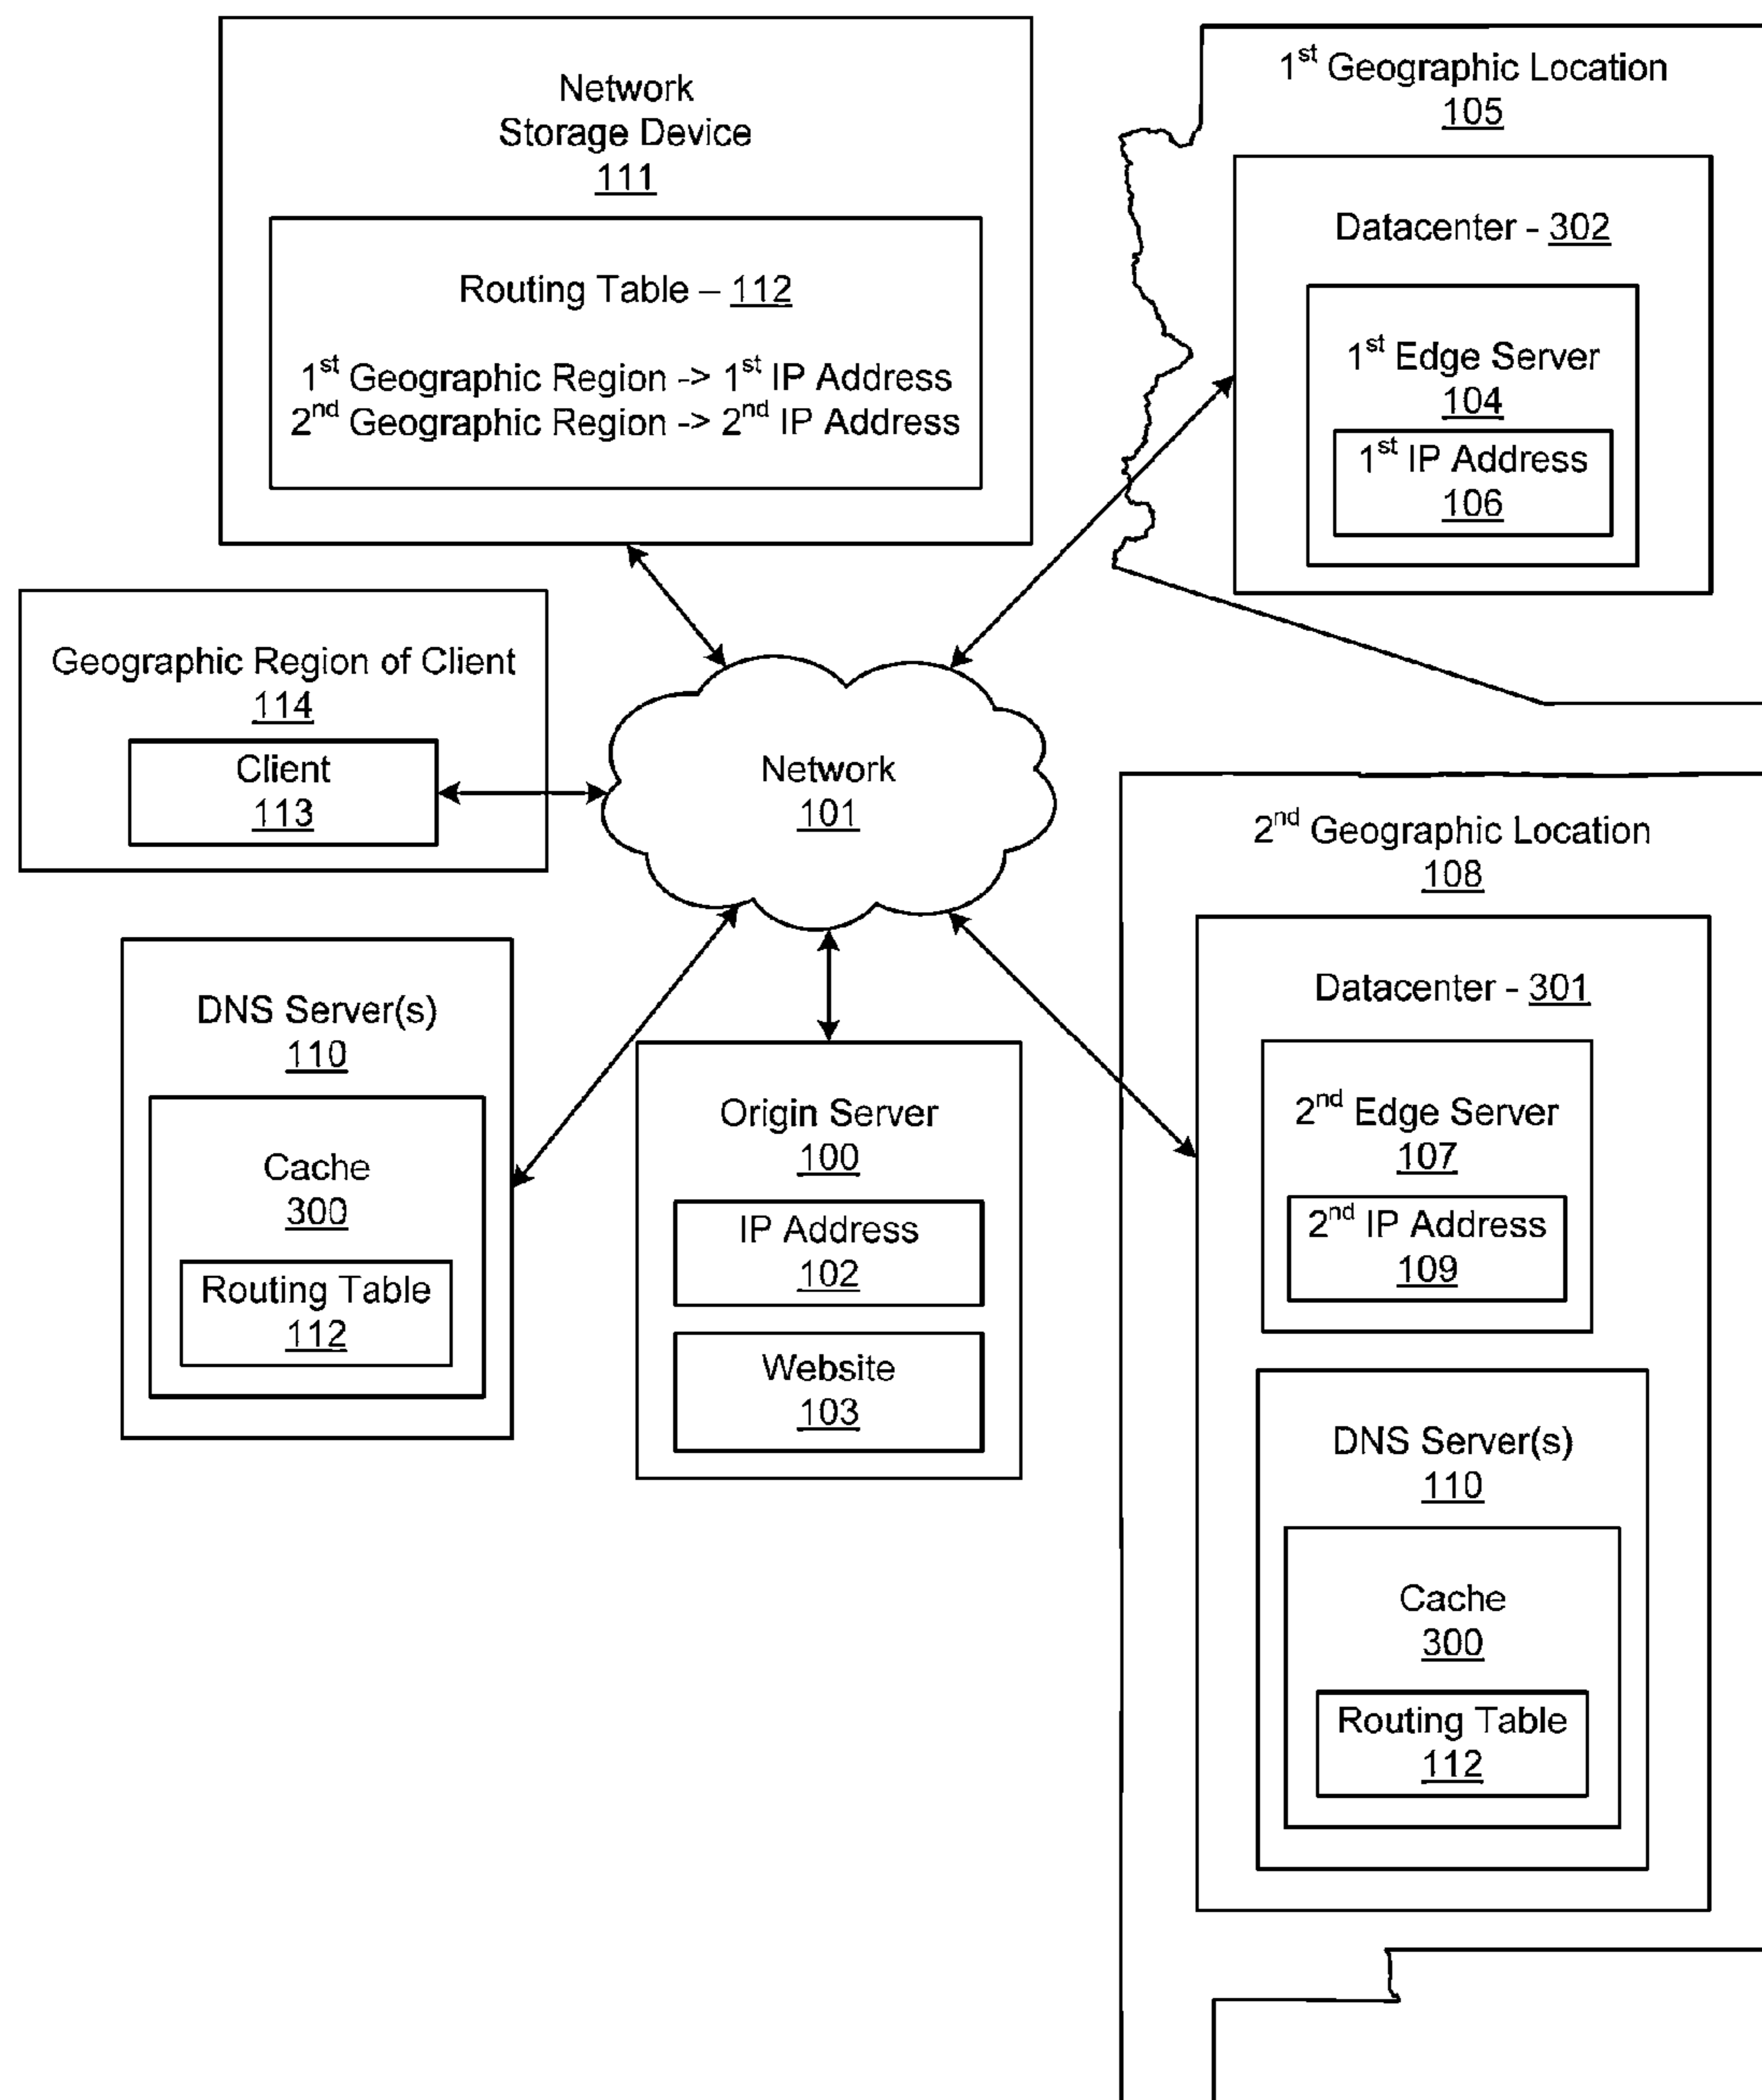 Network
Storage Device
111
Routing Table – 112
1st Geographic Region -> 1st IP Address
2nd Geographic Region -> 2nd IP Address
1st Geographic Location
105
Datacenter - 302
1st Edge Server
104
1st IP Address
106
Geographic Region of Client
114
Client
113
Network
101
2nd Geographic Location
108
Datacenter - 301
2nd Edge Server
107
2nd IP Address
109
DNS Server(s)
110
Cache
300
Routing Table
112
DNS Server(s)
110
Cache
300
Routing Table
112
Origin Server
100
IP Address
102
Website
103